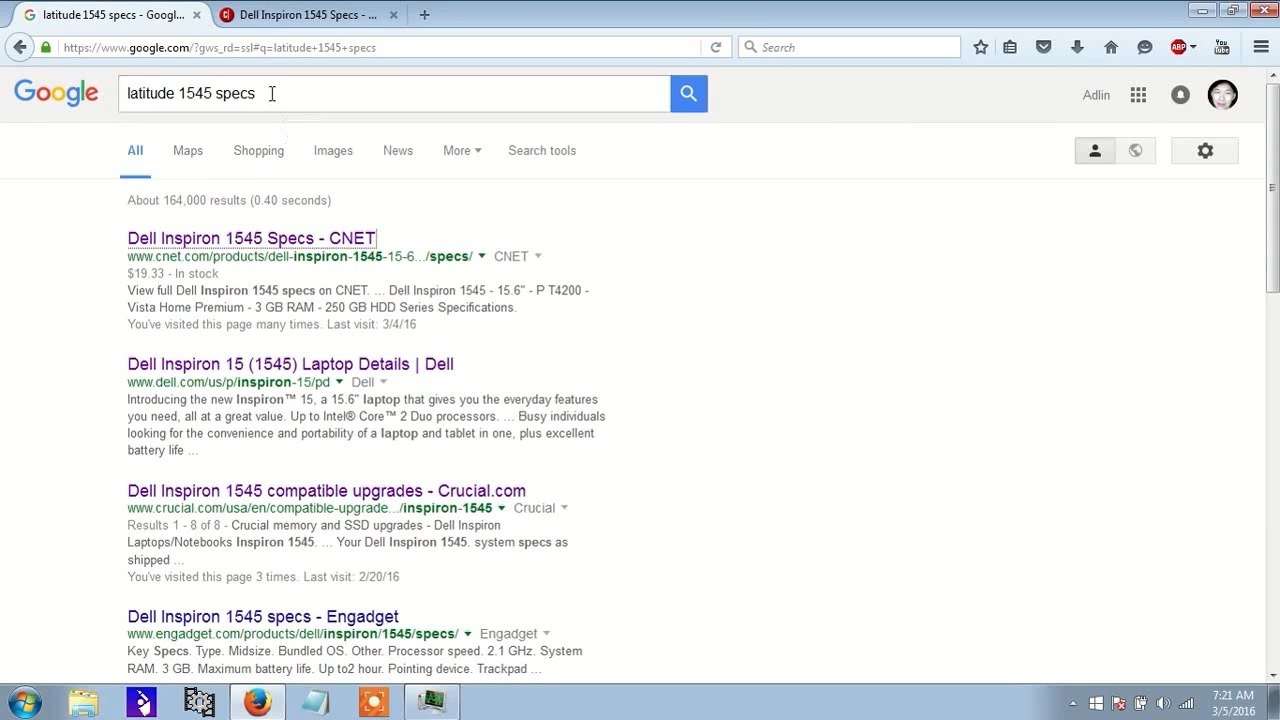 latitude 1545 specs - Goog...
Dell Inspiron 1545 Specs - ...
https://www.google.com/?gws_rd=ssl#q=latitude+1545+specs
Search
ABP
You Tube
Google
latitude 1545 specs
Adlin
All Maps Shopping Images News More Search tools
About 164,000 results (0.40 seconds)
Dell Inspiron 1545 Specs - CNET
www.cnet.com/products/dell-inspiron-1545-15-6.../specs/ CNET
$19.33 - In stock
View full Dell Inspiron 1545 specs on CNET. ... Dell Inspiron 1545 - 15.6" - P T4200 -
Vista Home Premium - 3 GB RAM - 250 GB HDD Series Specifications.
You've visited this page many times. Last visit: 3/4/16
Dell Inspiron 15 (1545) Laptop Details | Dell
www.dell.com/us/p/inspiron-15/pd Dell
Introducing the new Inspiron™ 15, a 15.6" laptop that gives you the everyday features
you need, all at a great value. Up to Intel® Core™ 2 Duo processors. ... Busy individuals
looking for the convenience and portability of a laptop and tablet in one, plus excellent
battery life ...
Dell Inspiron 1545 compatible upgrades - Crucial.com
www.crucial.com/usa/en/compatible-upgrade.../inspiron-1545 Crucial
Results 1 - 8 of 8 - Crucial memory and SSD upgrades - Dell Inspiron
Laptops/Notebooks Inspiron 1545. ... Your Dell Inspiron 1545. system specs as
shipped ...
You've visited this page 3 times. Last visit: 2/20/16
Dell Inspiron 1545 specs - Engadget
www.engadget.com/products/dell/inspiron/1545/specs/ Engadget
Key Specs. Type. Midsize. Bundled OS. Other. Processor speed. 2.1 GHz. System
RAM. 3 GB. Maximum battery life. Up to2 hour. Pointing device. Trackpad ...
7:21 AM
3/5/2016